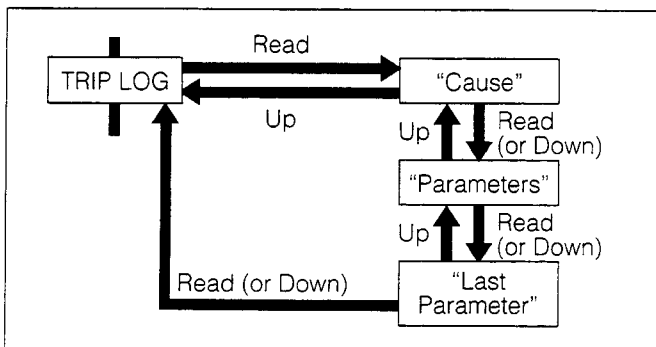 Read
TRIP LOG
“Cause”
Up
Up
Read
(or Down)
“Parameters”
Up
Read
(or Down)
Read (or Down)
“Last
Parameter”